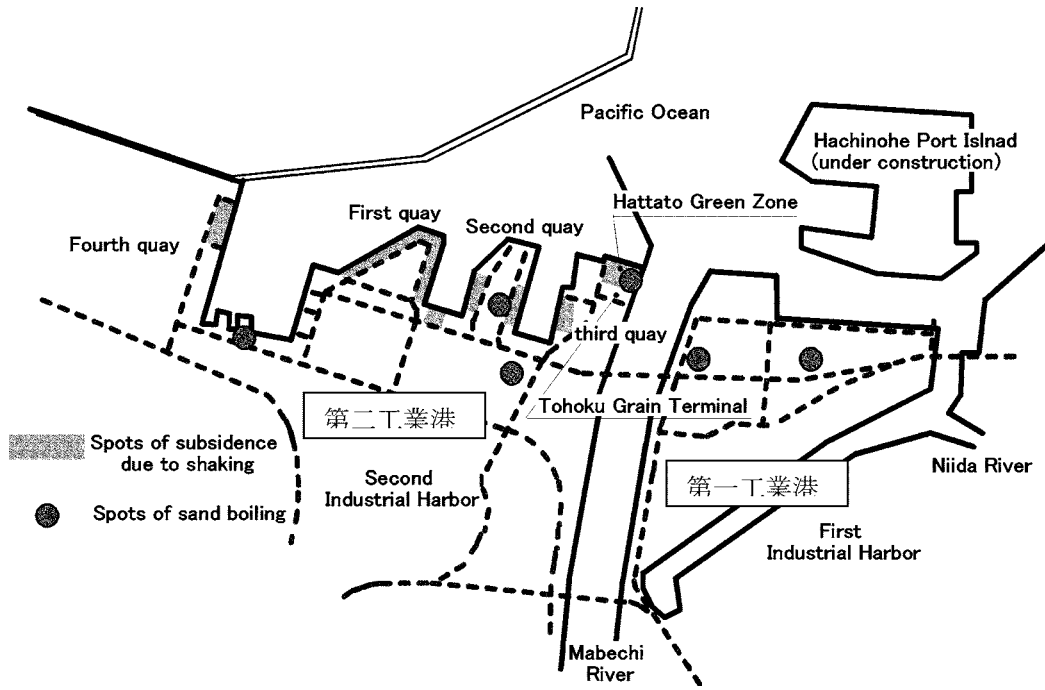 Pacific Ocean
Hachinohe Port Islnad
(under construction)
Hattato Green Zone
First quay
Second quay
Fourth quay
third quay
Tohoku Grain Terminal
第二工業港
Second
Industrial Harbor
第一工業港
First
Industrial Harbor
Niida River
Mabechi
River
Spots of subsidence
due to shaking
Spots of sand boiling